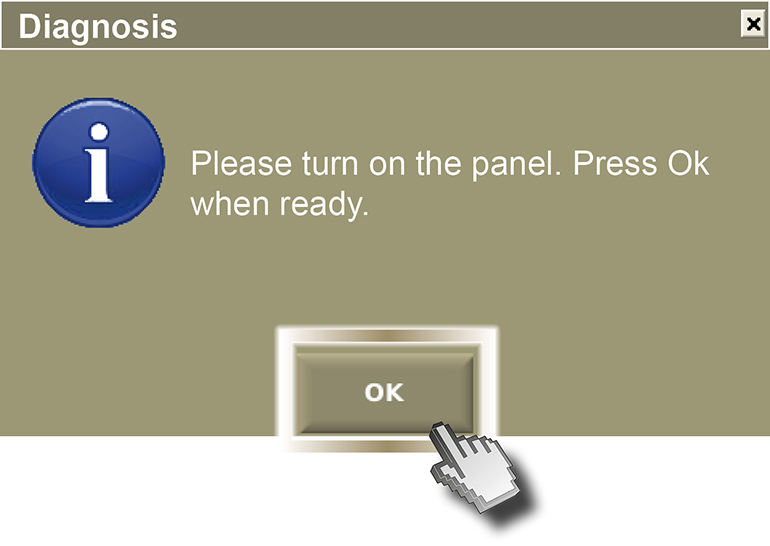 Diagnosis
Please turn on the panel. Press Ok
when ready.
OK